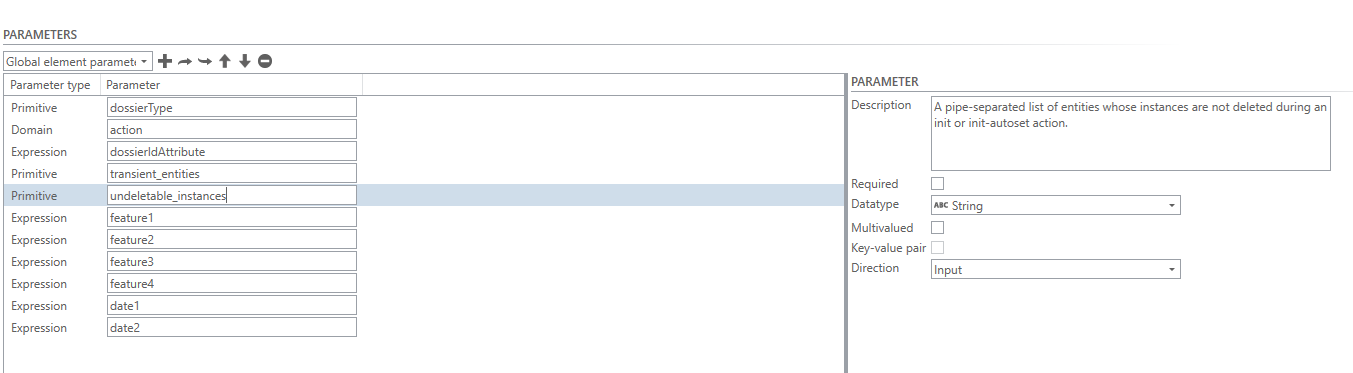 PARAMETERS
Global element paramete
Parameter type Parameter
Primitive dossierType
Domain action
Expression dossierIdAttribute
Primitive transient_entities
Primitive undeletable_instances
Expression feature1
Expression feature2
Expression feature3
Expression feature4
Expression date1
Expression date2
PARAMETER
Description A pipe-separated list of entities whose instances are not deleted during an
init or init-autoset action.
Required
Datatype ABC String
Multivalued
Key-value pair
Direction Input